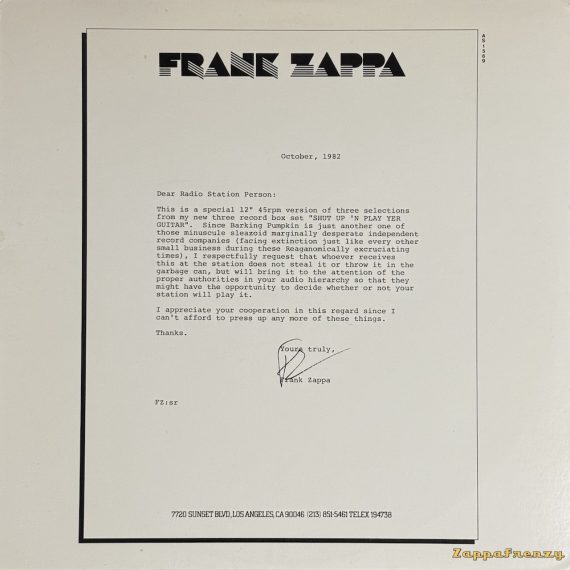 FRANK ZAPPA
AS 1569
October, 1982
Dear Radio Station Person:
This is a special 12" 45rpm version of three selections
from my new three record box set "SHUT UP 'N PLAY YER
GUITAR". Since Barking Pumpkin is just another one of
those minuscule sleazoid marginally desperate independent
record companies (facing extinction just like every other
small business during these Reaganomically excruciating
times), I respectfully request that whoever receives
this at the station does not steal it or throw it in the
garbage can, but will bring it to the attention of the
proper authorities in your audio hierarchy so that they
might have the opportunity to decide whether or not your
station will play it.
I appreciate your cooperation in this regard since I
can't afford to press up any more of these things.
Thanks.
Yours truly,
FZ
Frank Zappa
FZ:sr
7720 SUNSET BLVD, LOS ANGELES, CA 90046 (213) 851-5461 TELEX 194738
Zappafrenzy